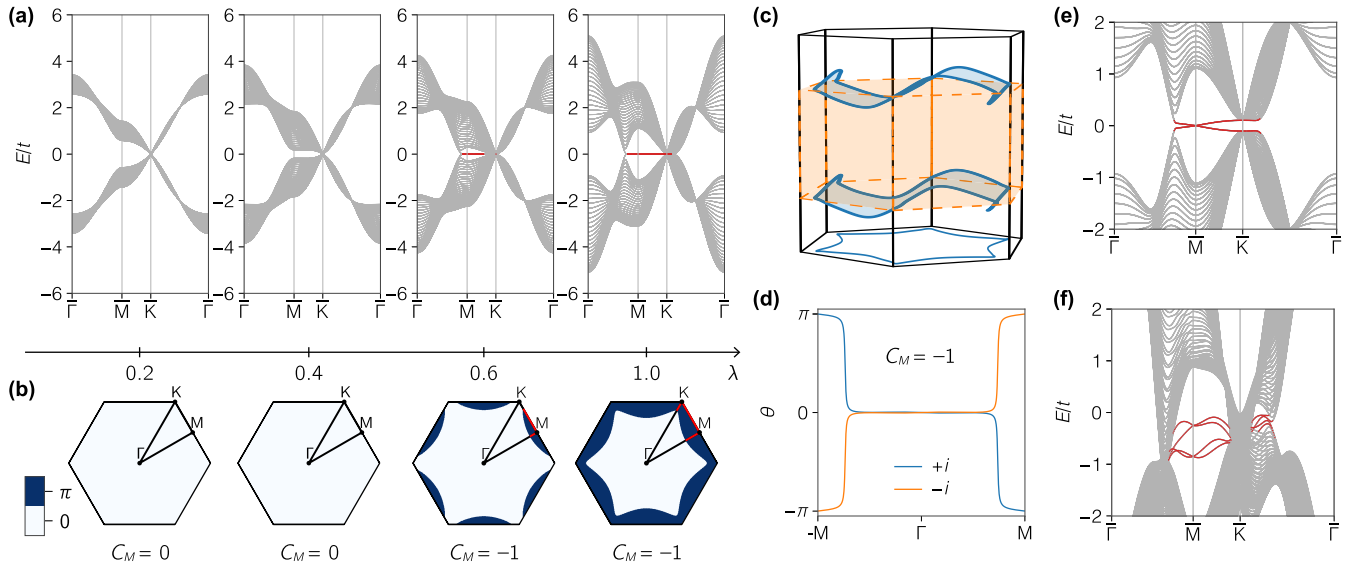 (a)
E/t
6
4
2
0
−2
−4
−6
Γ̅ M̅ K̅ Γ̅
6
4
2
0
−2
−4
−6
Γ̅ M̅ K̅ Γ̅
6
4
2
0
−2
−4
−6
Γ̅ M̅ K̅ Γ̅
6
4
2
0
−2
−4
−6
Γ̅ M̅ K̅ Γ̅
0.2 0.4 0.6 1.0 λ
(b)
π
0
K
M
Γ
C_M = 0
K
M
Γ
C_M = 0
K
M
Γ
C_M = −1
K
M
Γ
C_M = −1
(c)
(d)
θ
π
0
−π
C_M = −1
+i
−i
-M Γ M
(e)
E/t
2
1
0
−1
−2
Γ̅ M̅ K̅ Γ̅
(f)
E/t
2
1
0
−1
−2
Γ̅ M̅ K̅ Γ̅